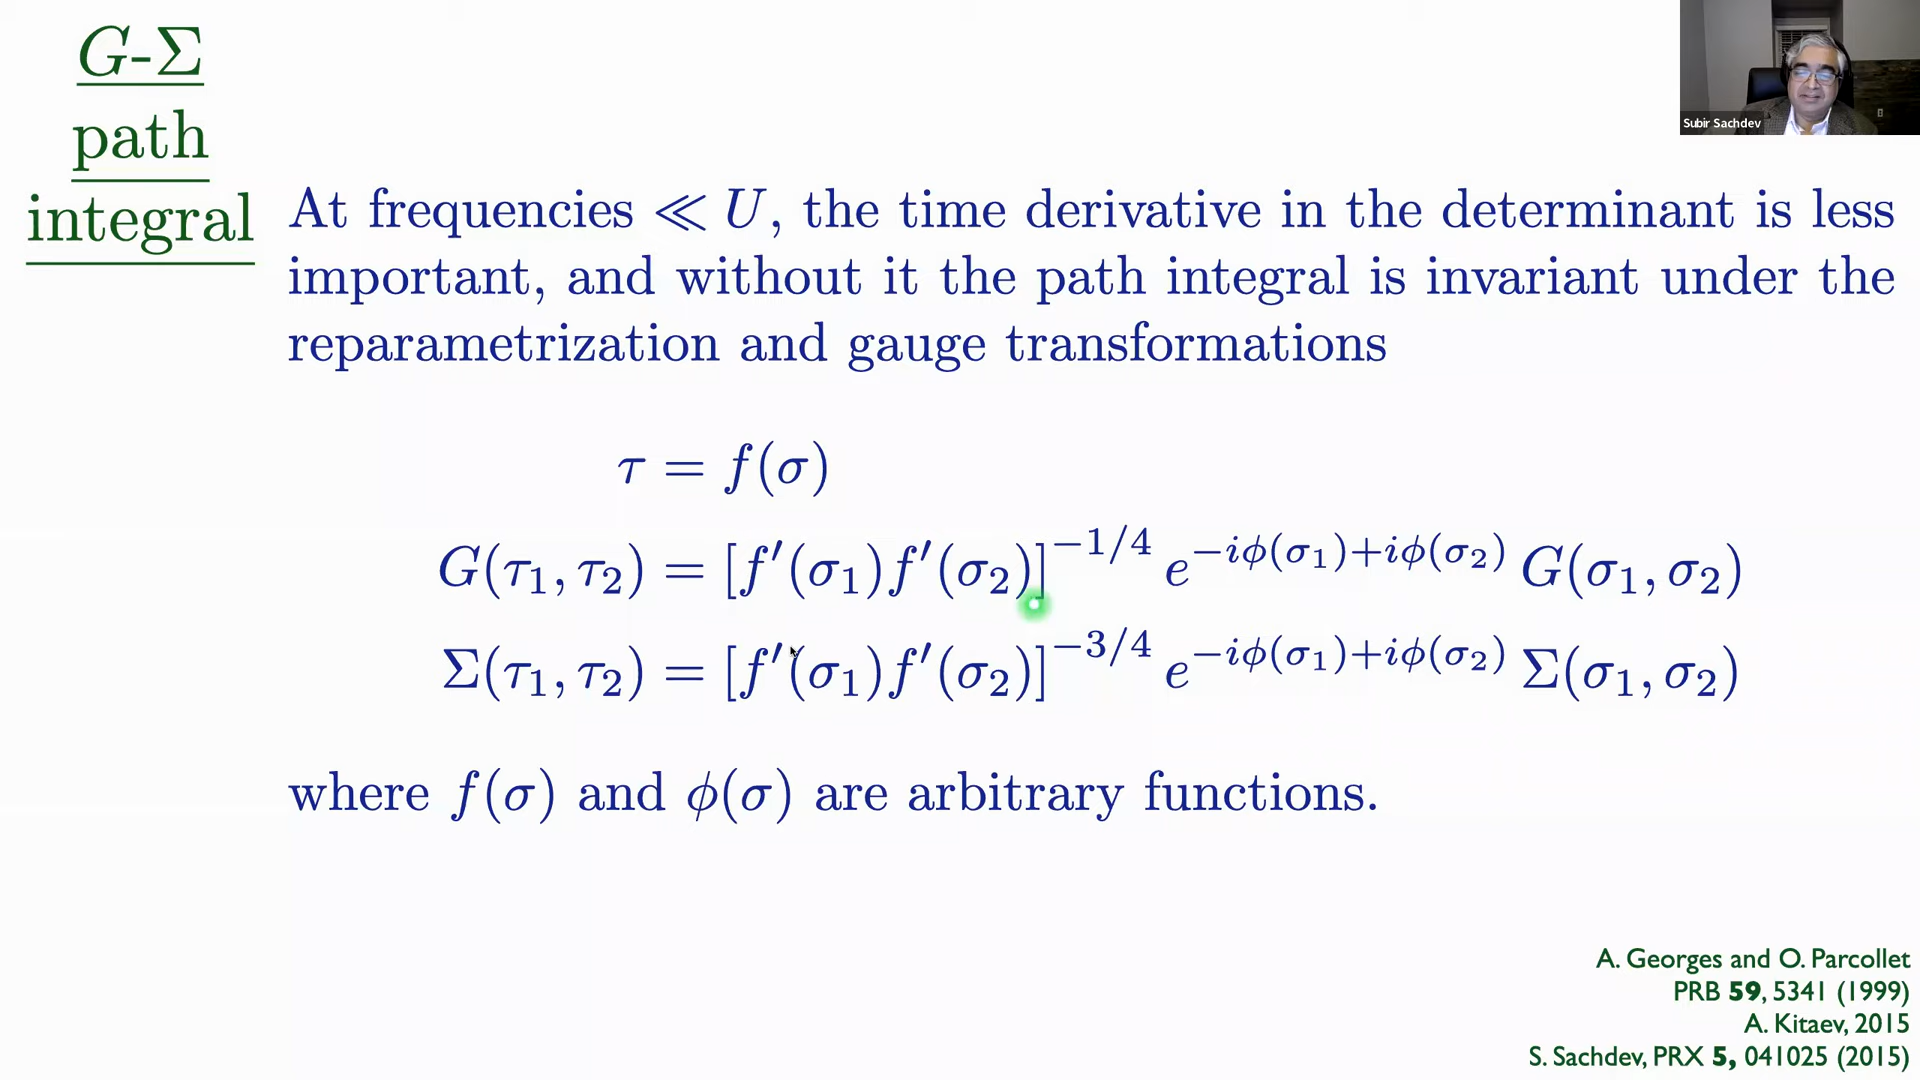 G-Σ
path
integral
Subir Sachdev
At frequencies ≪ U, the time derivative in the determinant is less
important, and without it the path integral is invariant under the
reparametrization and gauge transformations
τ = f(σ)
G(τ₁, τ₂) = [f′(σ₁)f′(σ₂)]^{−1/4} e^{−iϕ(σ₁)+iϕ(σ₂)} G(σ₁, σ₂)
Σ(τ₁, τ₂) = [f′(σ₁)f′(σ₂)]^{−3/4} e^{−iϕ(σ₁)+iϕ(σ₂)} Σ(σ₁, σ₂)
where f(σ) and ϕ(σ) are arbitrary functions.
A. Georges and O. Parcollet
PRB 59, 5341 (1999)
A. Kitaev, 2015
S. Sachdev, PRX 5, 041025 (2015)